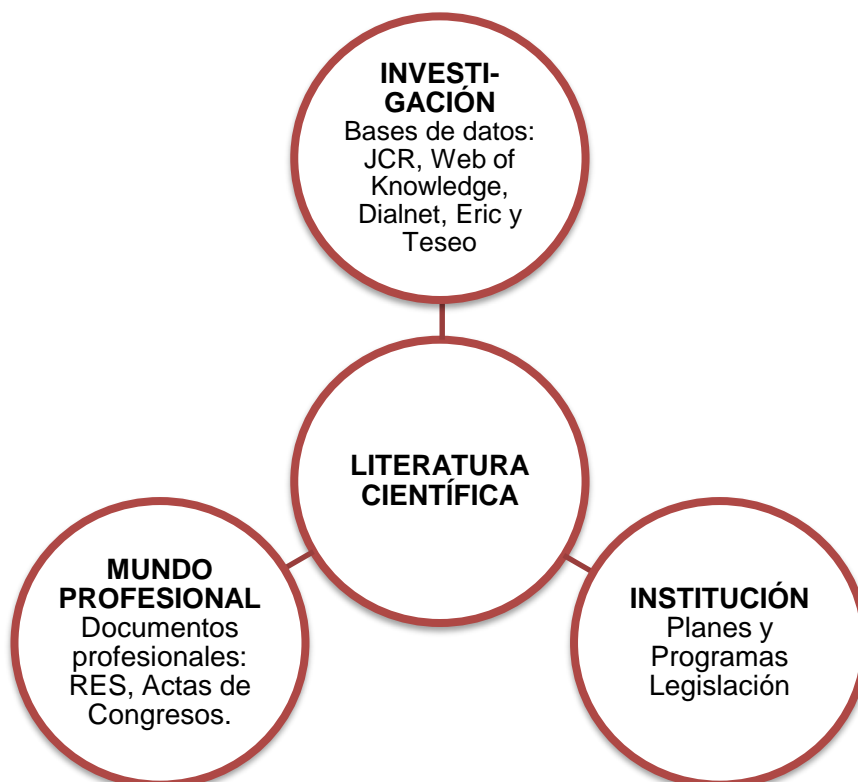 INVESTI-
GACIÓN
Bases de datos:
JCR, Web of
Knowledge,
Dialnet, Eric y
Teseo
LITERATURA
CIENTÍFICA
MUNDO
PROFESIONAL
Documentos
profesionales:
RES, Actas de
Congresos.
INSTITUCIÓN
Planes y
Programas
Legislación